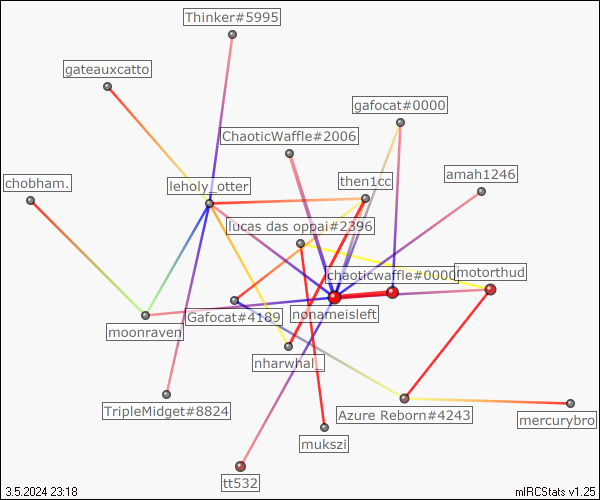 Thinker#5995
gateauxcatto
gafocat#0000
ChaoticWaffle#2006
amah1246
then1cc
chobham.
leholy_otter
lucas das oppai#2396
chaoticwaffle#0000
motorthud
Gafocat#4189
nonameisleft
moonraven
nharwhal_
TripleMidget#8824
Azure Reborn#4243
mercurybro
mukszi
tt532
3.5.2024 23:18
mIRCStats v1.25